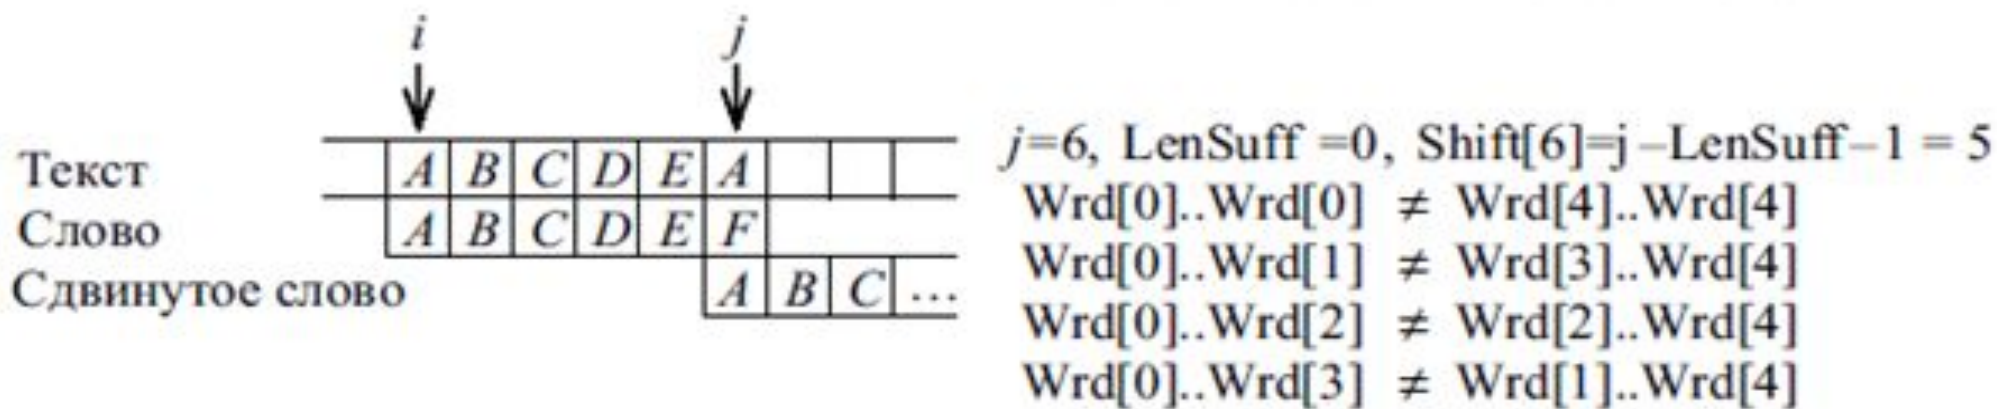 i j
j=6, LenSuff =0, Shift[6]=j–LenSuff–1 = 5
Текст A B C D E A
Wrd[0]..Wrd[0] ≠ Wrd[4]..Wrd[4]
Слово A B C D E F
Wrd[0]..Wrd[1] ≠ Wrd[3]..Wrd[4]
Сдвинутое слово A B C ...
Wrd[0]..Wrd[2] ≠ Wrd[2]..Wrd[4]
Wrd[0]..Wrd[3] ≠ Wrd[1]..Wrd[4]